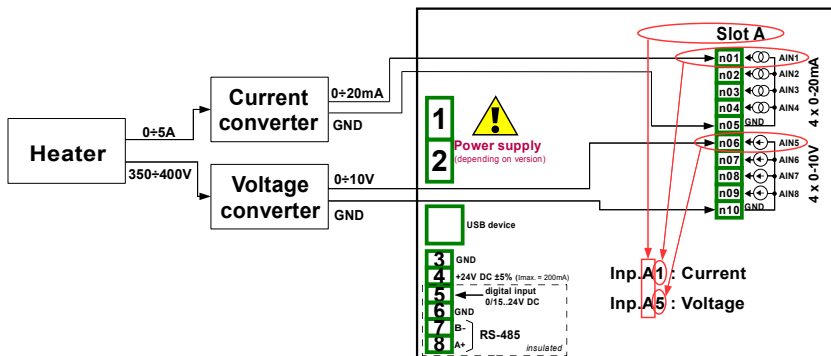 Heater
0÷5A
350÷400V
Current
converter
0÷20mA
GND
Voltage
converter
0÷10V
GND
1
2
Power supply
(depending on version)
USB device
3 GND
4 +24V DC ±5% (Imax. = 200mA)
5 digital input
0/15..24V DC
6 GND
7 B-
8 A+
RS-485
insulated
Slot A
n01 AIN1
n02 AIN2
n03 AIN3
n04 AIN4
n05 GND
4 x 0-20mA
n06 AIN5
n07 AIN6
n08 AIN7
n09 AIN8
n10 GND
4 x 0-10V
Inp.A1 : Current
Inp.A5 : Voltage